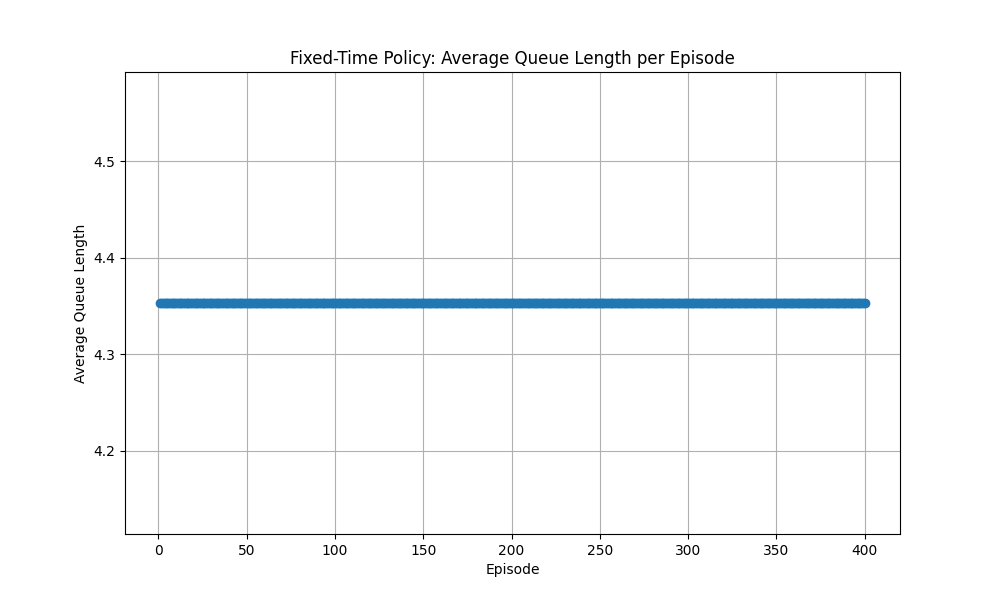 Fixed-Time Policy: Average Queue Length per Episode
4.5
4.4
4.3
4.2
Average Queue Length
0 50 100 150 200 250 300 350 400
Episode